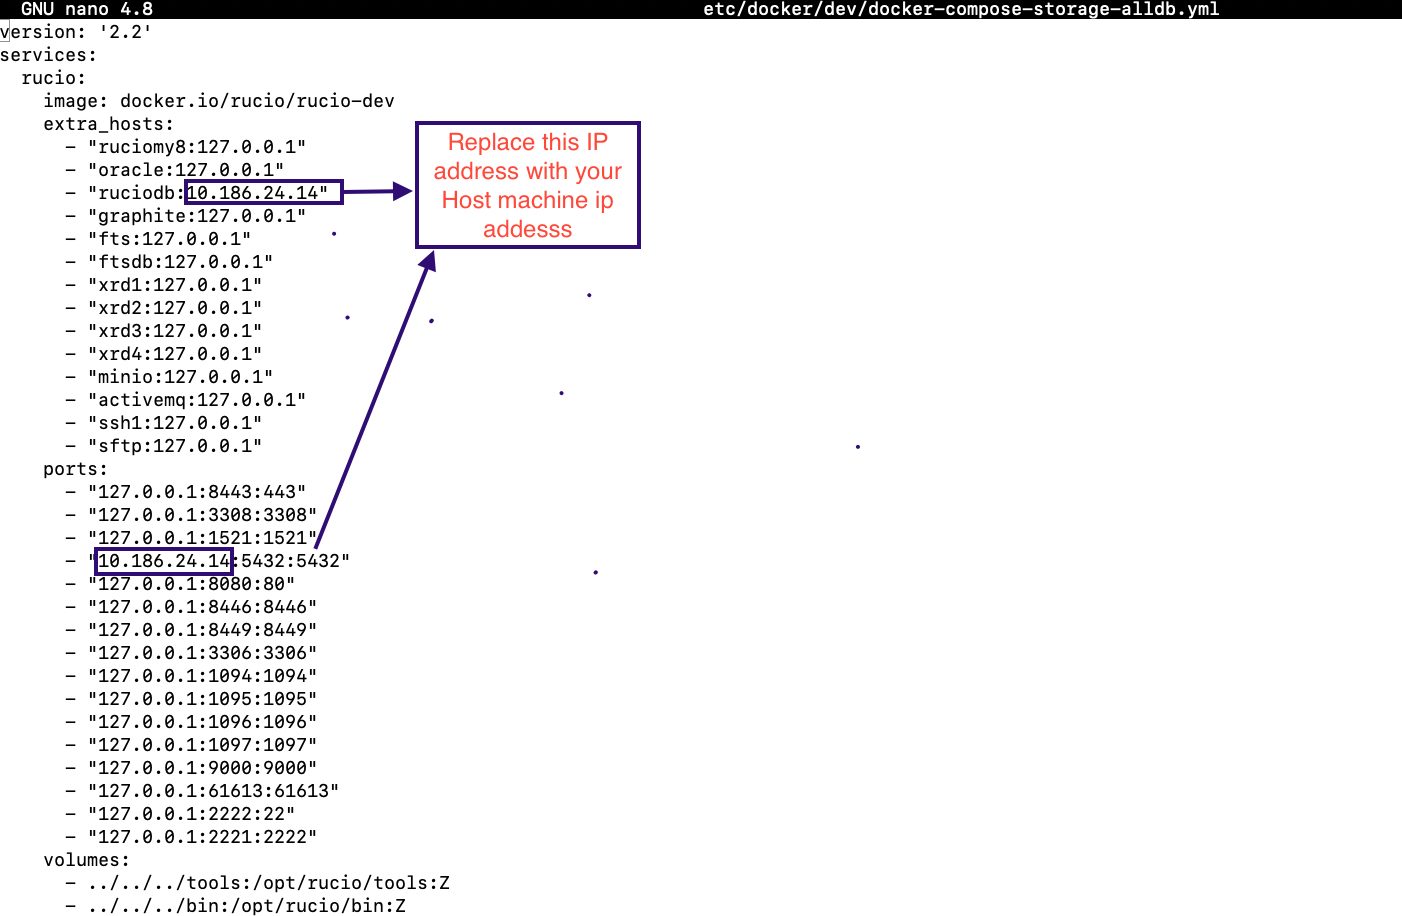 GNU nano 4.8 etc/docker/dev/docker-compose-storage-alldb.yml
version: '2.2'
services:
  rucio:
    image: docker.io/rucio/rucio-dev
    extra_hosts:
      - "ruciomy8:127.0.0.1"
      - "oracle:127.0.0.1"
      - "ruciodb:10.186.24.14"
      - "graphite:127.0.0.1"
      - "fts:127.0.0.1"
      - "ftsdb:127.0.0.1"
      - "xrd1:127.0.0.1"
      - "xrd2:127.0.0.1"
      - "xrd3:127.0.0.1"
      - "xrd4:127.0.0.1"
      - "minio:127.0.0.1"
      - "activemq:127.0.0.1"
      - "ssh1:127.0.0.1"
      - "sftp:127.0.0.1"
    ports:
      - "127.0.0.1:8443:443"
      - "127.0.0.1:3308:3308"
      - "127.0.0.1:1521:1521"
      - "10.186.24.14:5432:5432"
      - "127.0.0.1:8080:80"
      - "127.0.0.1:8446:8446"
      - "127.0.0.1:8449:8449"
      - "127.0.0.1:3306:3306"
      - "127.0.0.1:1094:1094"
      - "127.0.0.1:1095:1095"
      - "127.0.0.1:1096:1096"
      - "127.0.0.1:1097:1097"
      - "127.0.0.1:9000:9000"
      - "127.0.0.1:61613:61613"
      - "127.0.0.1:2222:22"
      - "127.0.0.1:2221:2222"
    volumes:
      - ../../../tools:/opt/rucio/tools:Z
      - ../../../bin:/opt/rucio/bin:Z
Replace this IP
address with your
Host machine ip
addesss